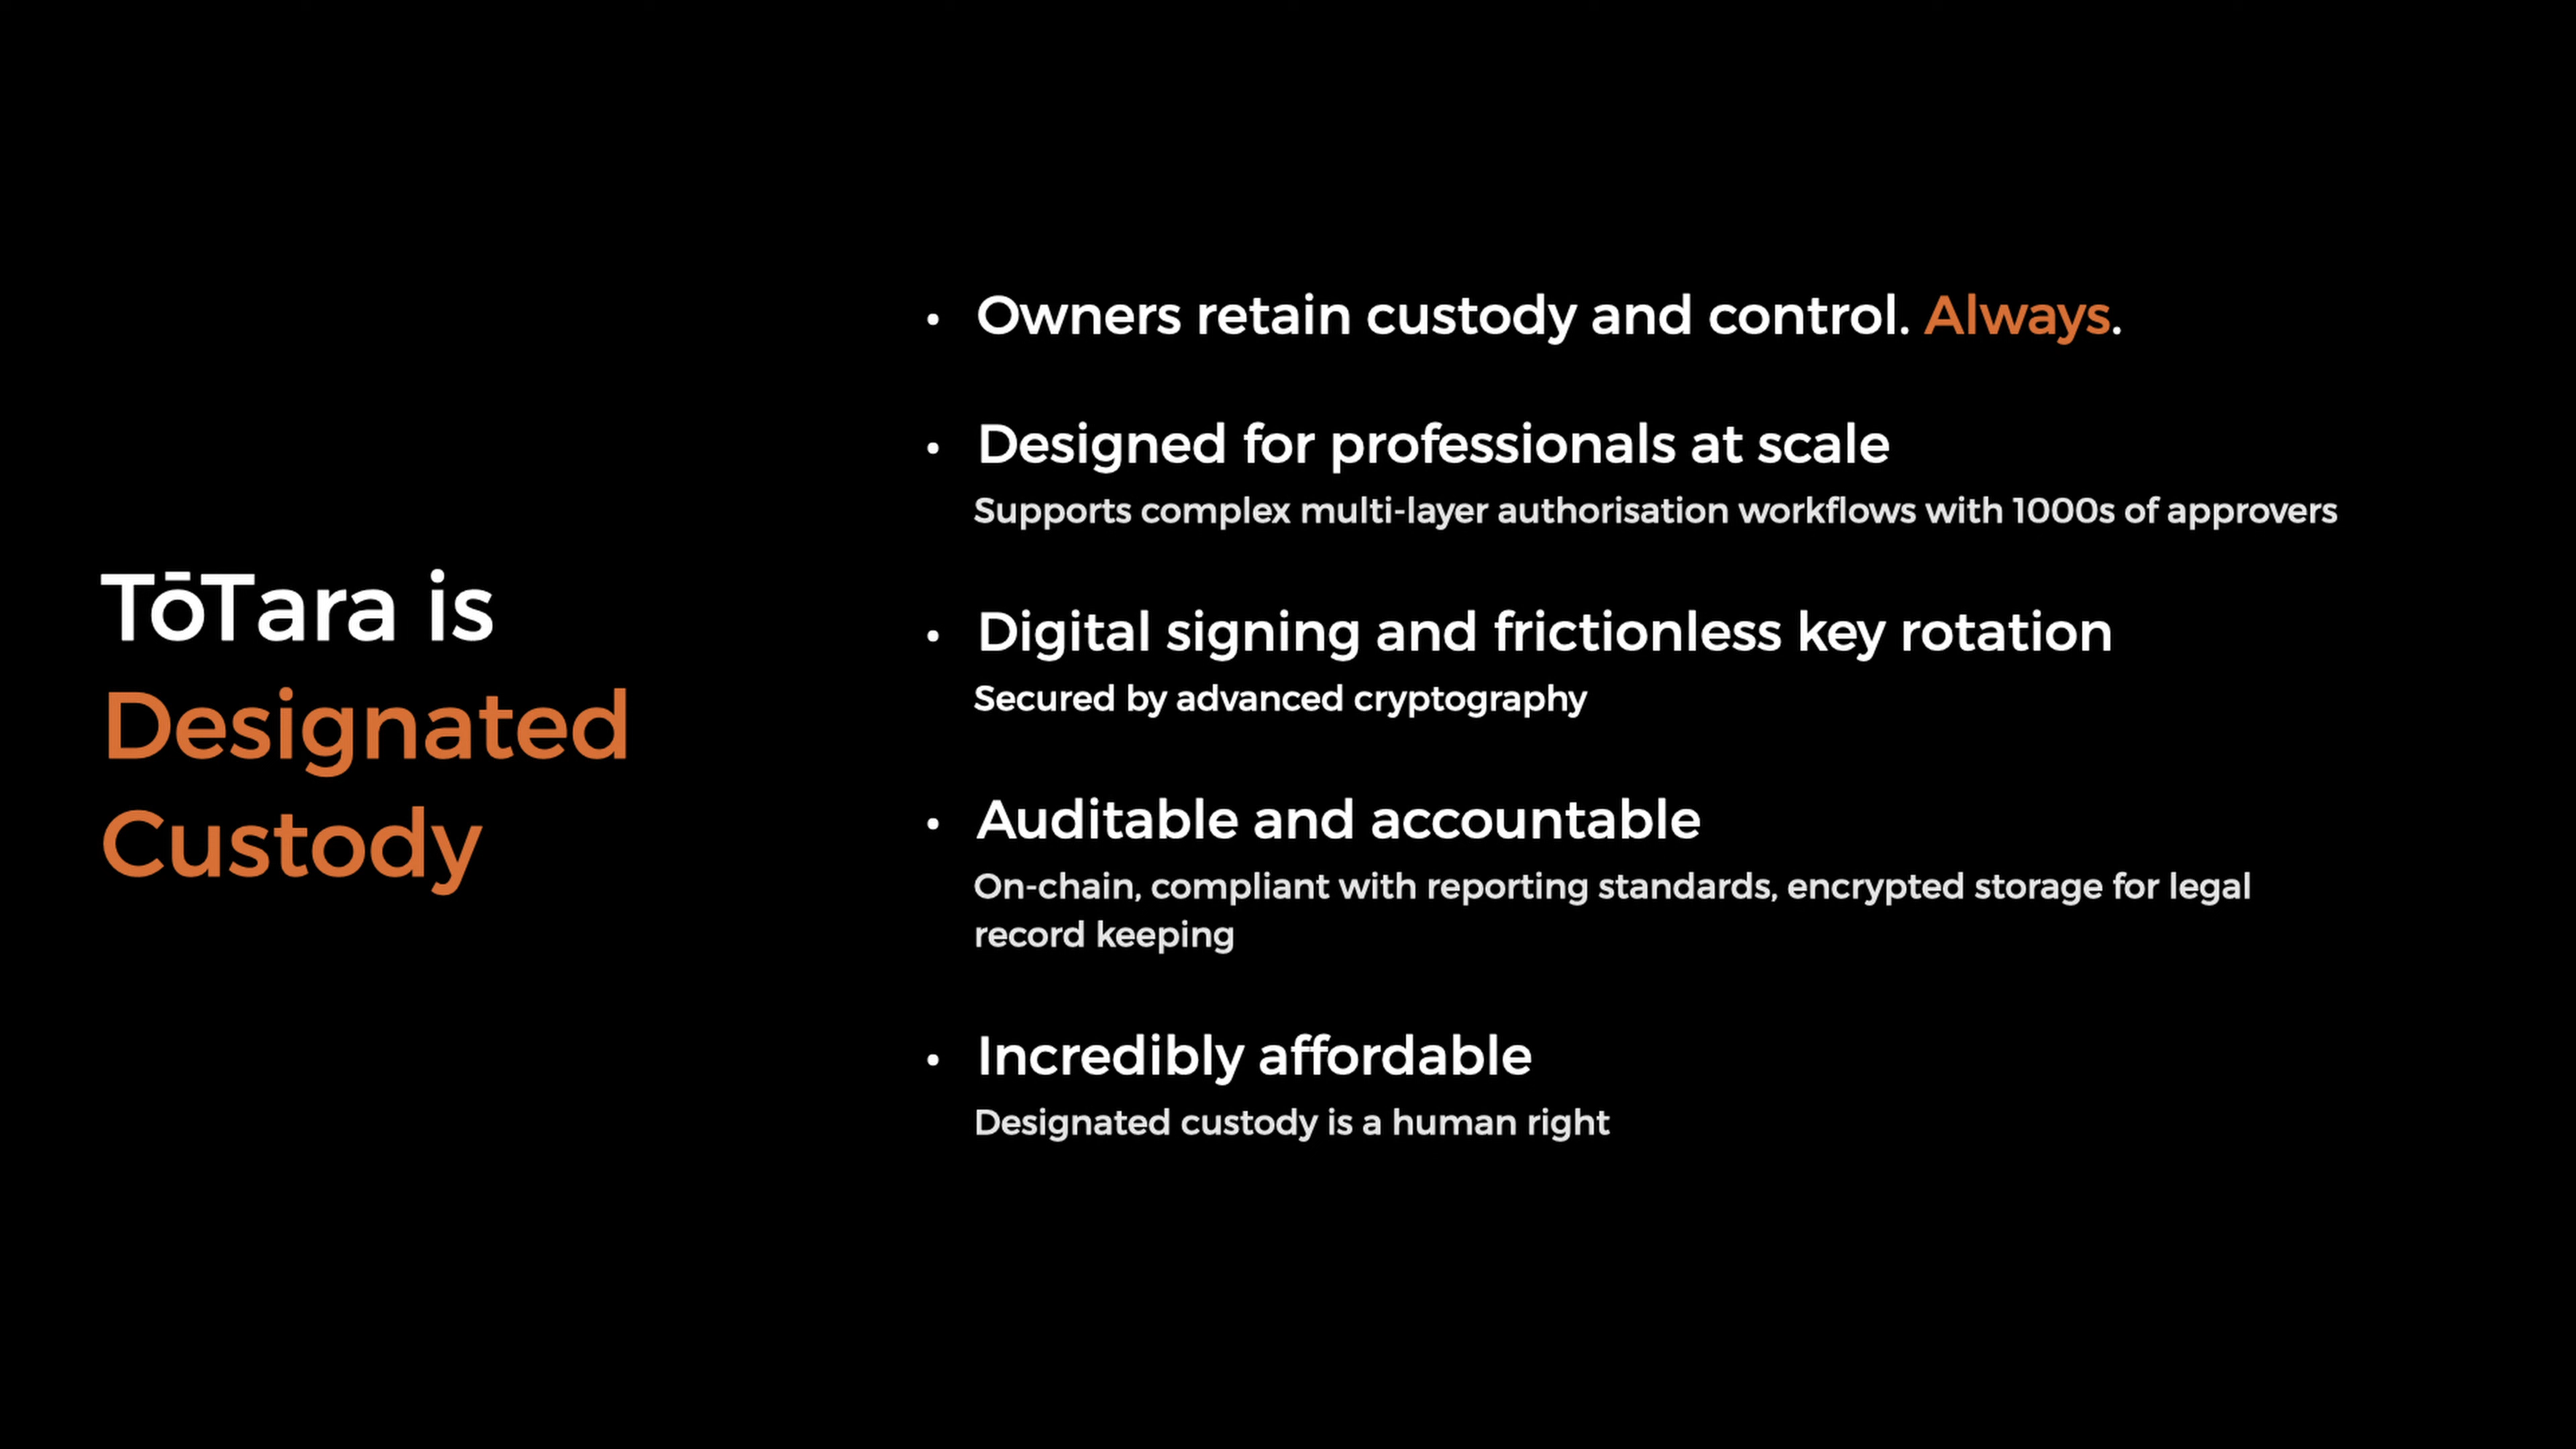 TōTara is
Designated
Custody
• Owners retain custody and control. Always.
• Designed for professionals at scale
Supports complex multi-layer authorisation workflows with 1000s of approvers
• Digital signing and frictionless key rotation
Secured by advanced cryptography
• Auditable and accountable
On-chain, compliant with reporting standards, encrypted storage for legal
record keeping
• Incredibly affordable
Designated custody is a human right